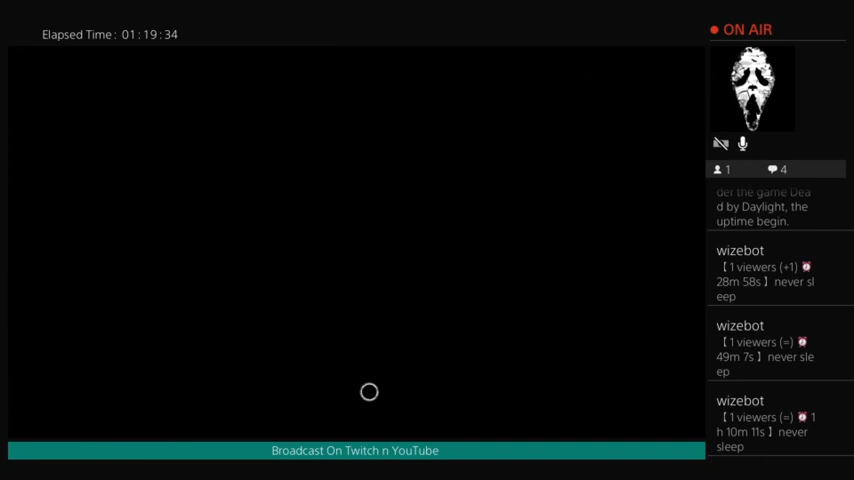 Elapsed Time: 01:19:34
ON AIR
1 4
der the game Dea
d by Daylight, the
uptime begin.
wizebot
【1 viewers (+1) ⏰
28m 58s】never sl
eep
wizebot
【1 viewers (=) ⏰
49m 7s】never sle
ep
wizebot
【1 viewers (=) ⏰ 1
h 10m 11s】never
sleep
Broadcast On Twitch n YouTube